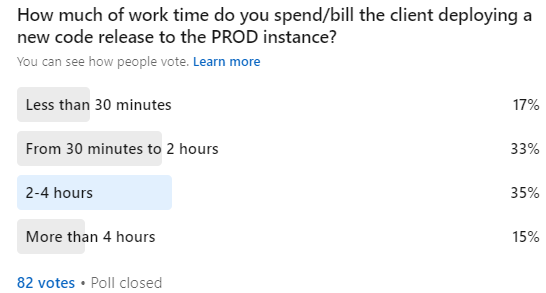 How much of work time do you spend/bill the client deploying a
new code release to the PROD instance?
You can see how people vote. Learn more
Less than 30 minutes 17%
From 30 minutes to 2 hours 33%
2-4 hours 35%
More than 4 hours 15%
82 votes • Poll closed